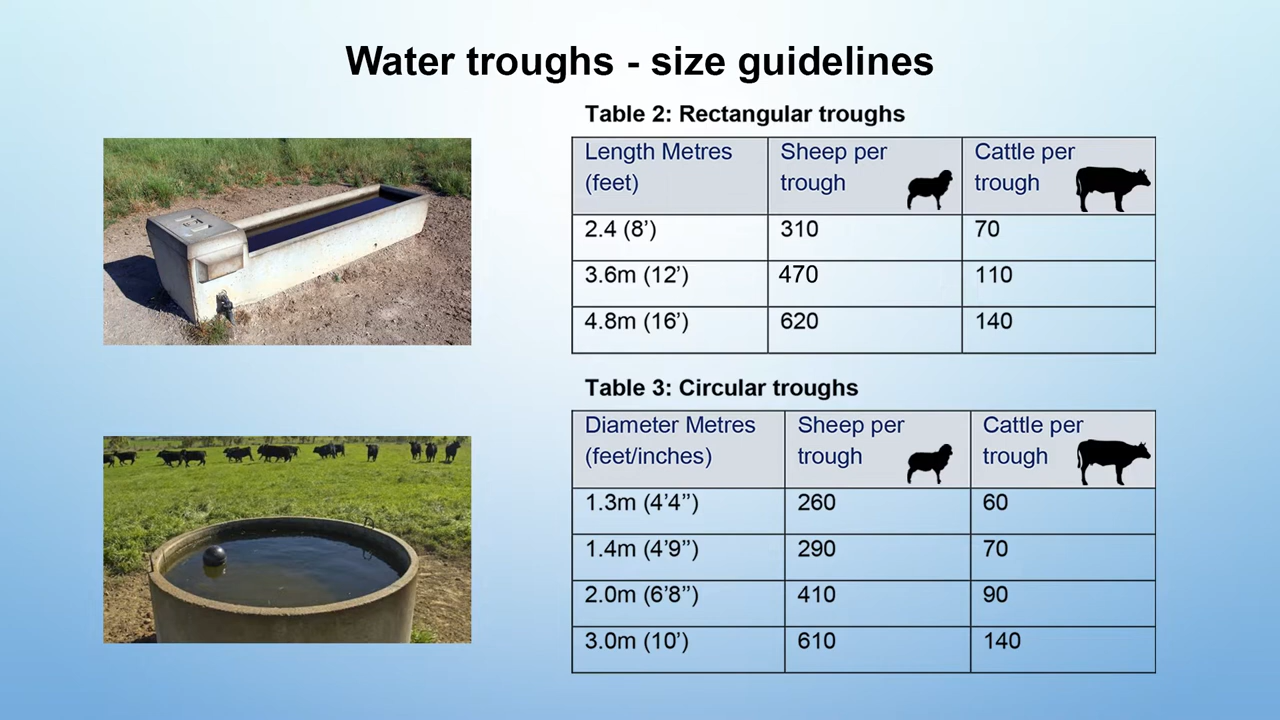 Water troughs - size guidelines
Table 2: Rectangular troughs
Length Metres (feet) Sheep per trough Cattle per trough
2.4 (8’) 310 70
3.6m (12’) 470 110
4.8m (16’) 620 140
Table 3: Circular troughs
Diameter Metres (feet/inches) Sheep per trough Cattle per trough
1.3m (4’4’’) 260 60
1.4m (4’9’’) 290 70
2.0m (6’8’’) 410 90
3.0m (10’) 610 140